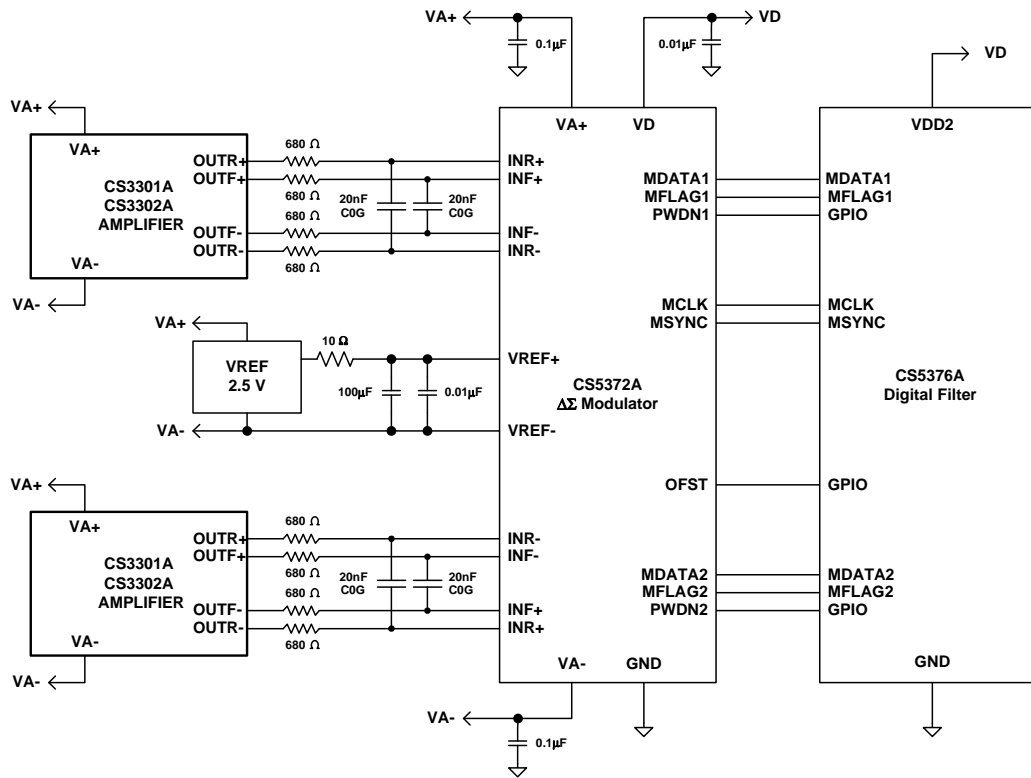 VA+
0.1µF
0.01µF
VD
VD
VA+
VA+
CS3301A
CS3302A
AMPLIFIER
VA-
VA-
OUTR+
OUTF+
OUTF-
OUTR-
680 Ω
680 Ω
680 Ω
680 Ω
20nF
C0G
20nF
C0G
VA+
VREF
2.5 V
VA-
10 Ω
100µF
0.01µF
VA+
VA+
CS3301A
CS3302A
AMPLIFIER
VA-
VA-
OUTR+
OUTF+
OUTF-
OUTR-
680 Ω
680 Ω
680 Ω
680 Ω
20nF
C0G
20nF
C0G
VA+
VD
INR+
INF+
INF-
INR-
VREF+
VREF-
CS5372A
ΔΣ Modulator
INR-
INF-
INF+
INR+
MDATA1
MFLAG1
PWDN1
MCLK
MSYNC
OFST
MDATA2
MFLAG2
PWDN2
VA-
GND
VA-
0.1µF
VDD2
MDATA1
MFLAG1
GPIO
MCLK
MSYNC
CS5376A
Digital Filter
GPIO
MDATA2
MFLAG2
GPIO
GND